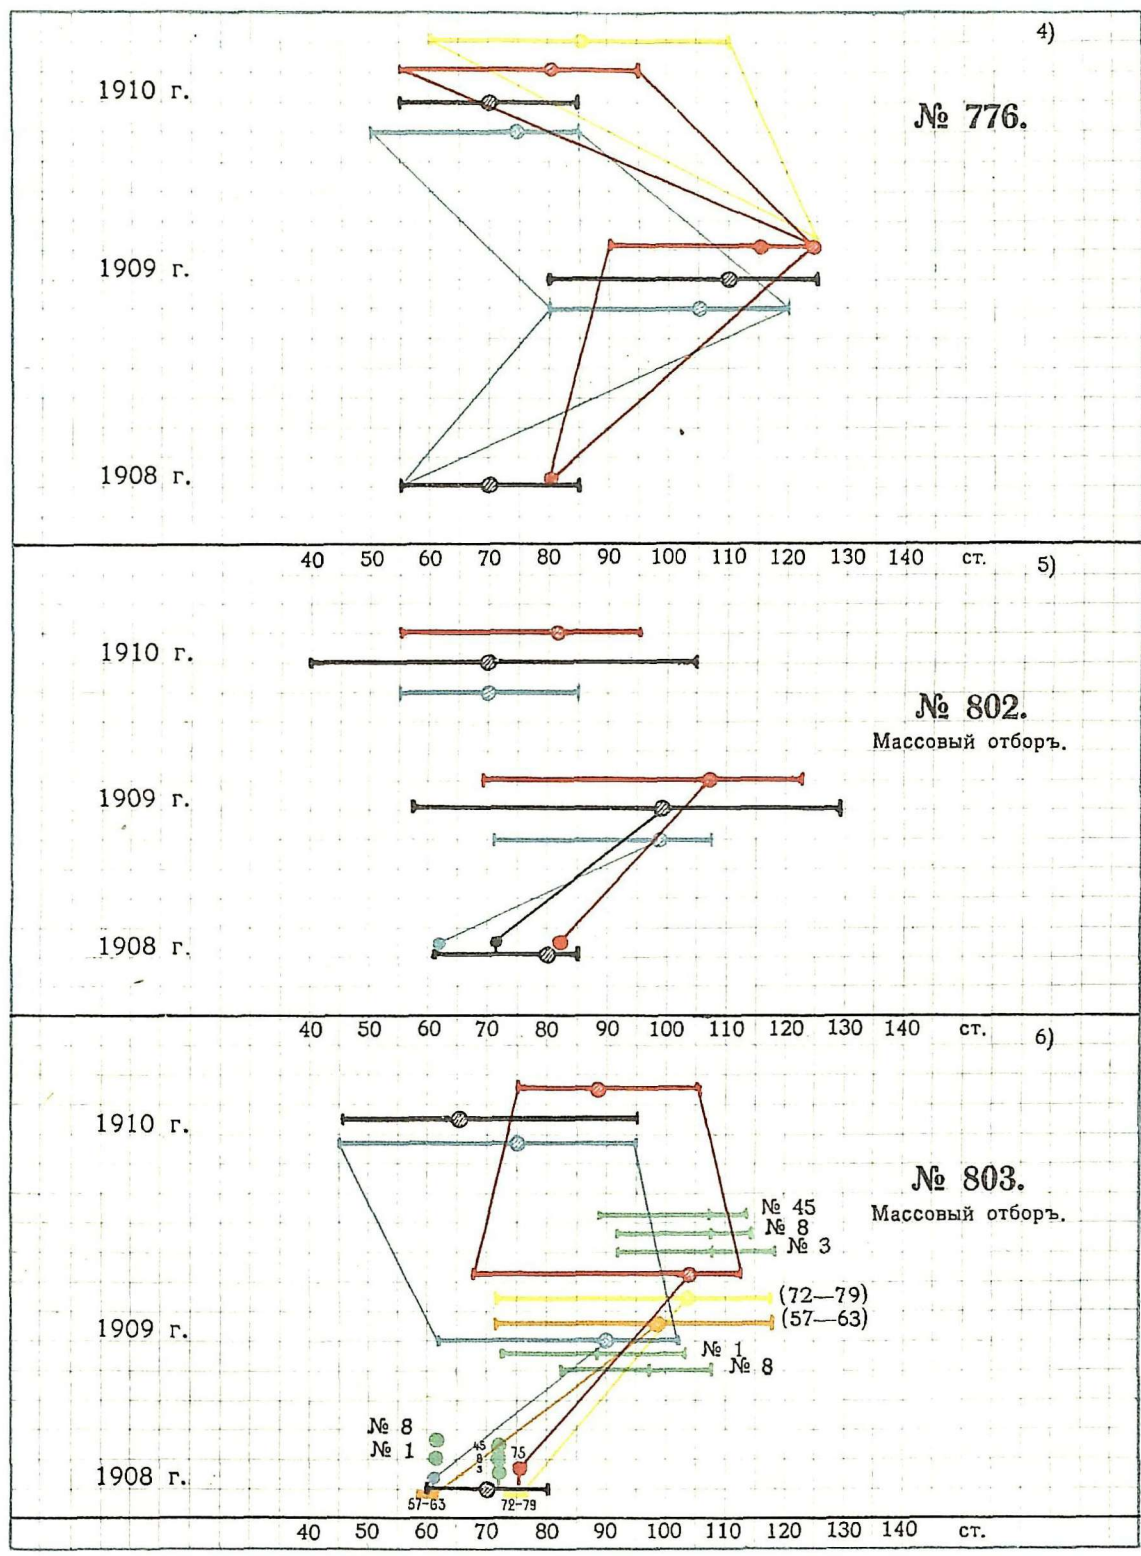 4)
1910 г.
№ 776.
1909 г.
1908 г.
40 50 60 70 80 90 100 110 120 130 140 ст.
5)
1910 г.
№ 802.
Массовый отборъ.
1909 г.
1908 г.
40 50 60 70 80 90 100 110 120 130 140 ст.
6)
1910 г.
№ 803.
Массовый отборъ.
№ 45
№ 8
№ 3
(72—79)
(57—63)
1909 г.
№ 1
№ 8
№ 8
№ 1
45
8
3
75
1908 г.
57-63
72-79
40 50 60 70 80 90 100 110 120 130 140 ст.